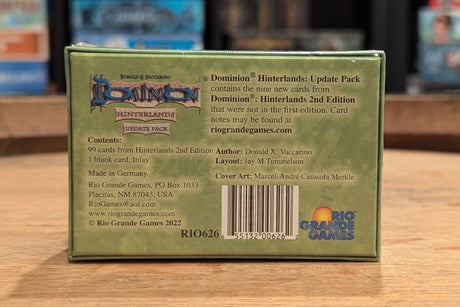 DONALD X. VACCARINO
DOMINION
HINTERLANDS
UPDATE PACK
Dominion® Hinterlands: Update Pack
contains the nine new cards from
Dominion®: Hinterlands 2nd Edition
that were not in the first edition. Card
notes may be found at
riograndegames.com
Contents:
99 cards from Hinterlands 2nd Edition
1 blank card, Inlay
Made in Germany
Rio Grande Games, PO Box 1033
Placitas, NM 87043, USA
RioGames@aol.com
www.riograndegames.com
© Rio Grande Games 2022
Author: Donald X. Vaccarino
Layout: Jay M Tummelson
Cover Art: Marcel-André Casasola Merkle
RIO626
55132 00626
RIO
GRANDE
GAMES